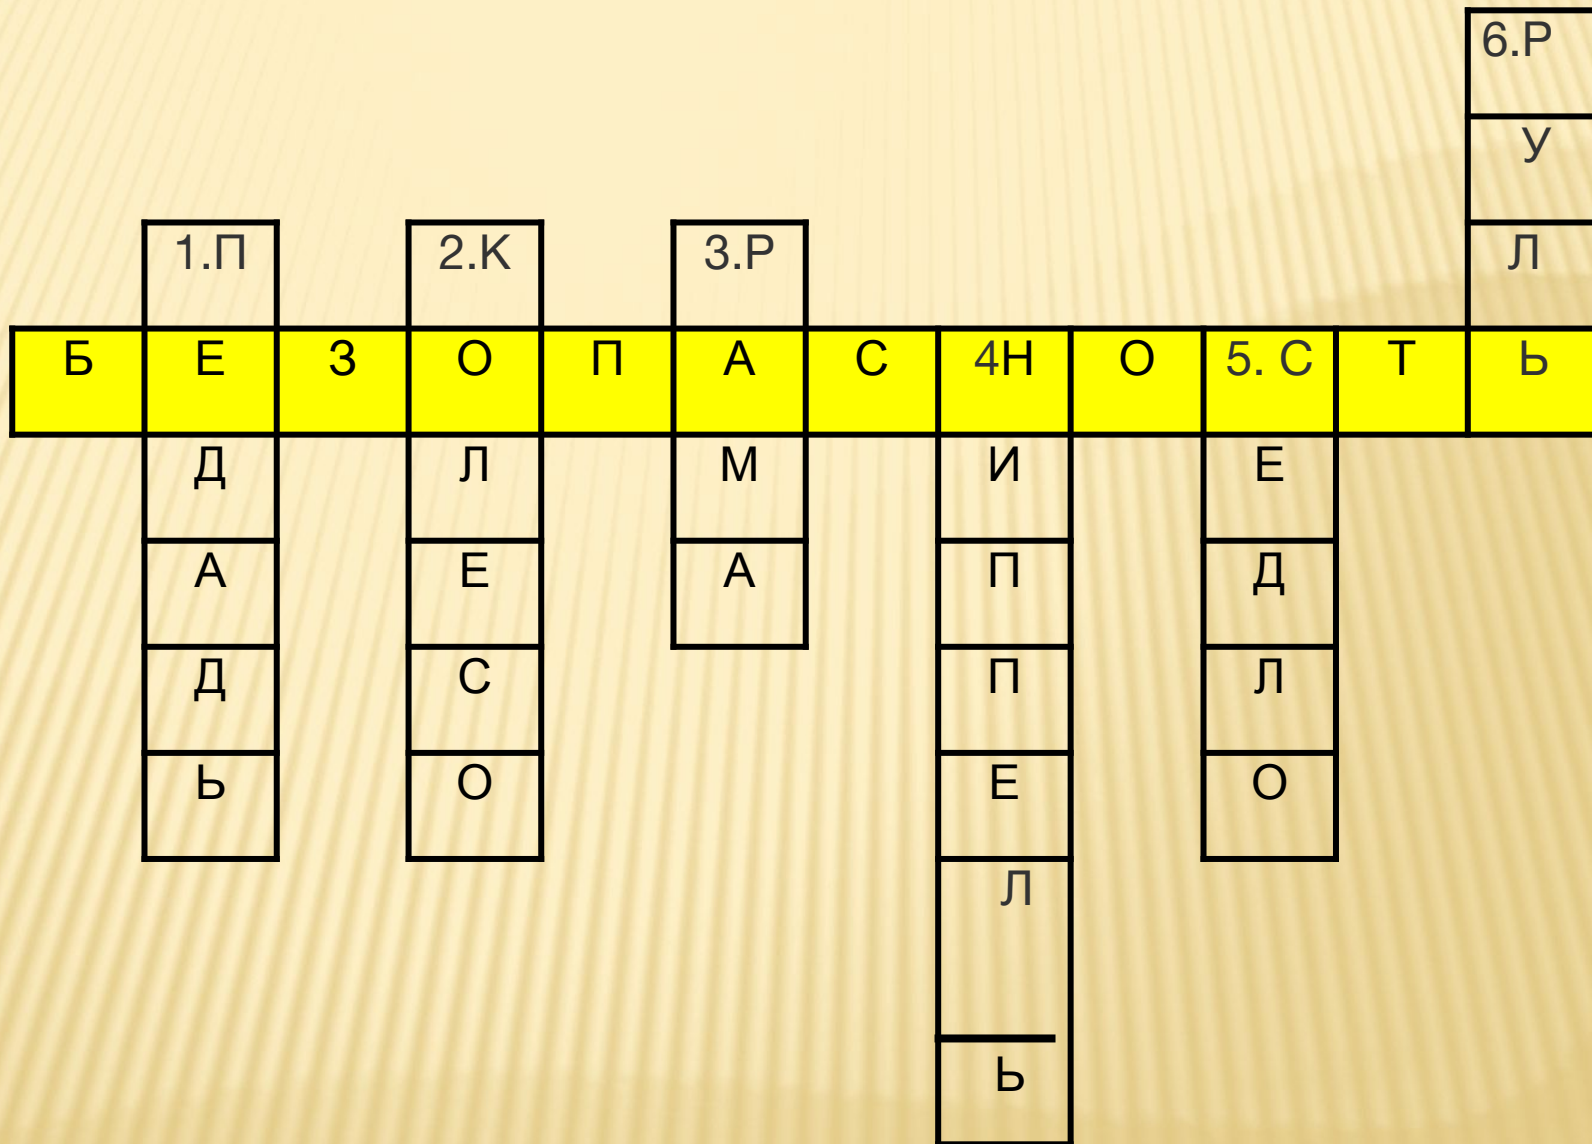 6.Р
У
1.П 2.К 3.Р Л
Б Е З О П А С 4Н О 5. С Т Ь
Д Л М И Е
А Е А П Д
Д С П Л
Ь О Е О
Л
Ь